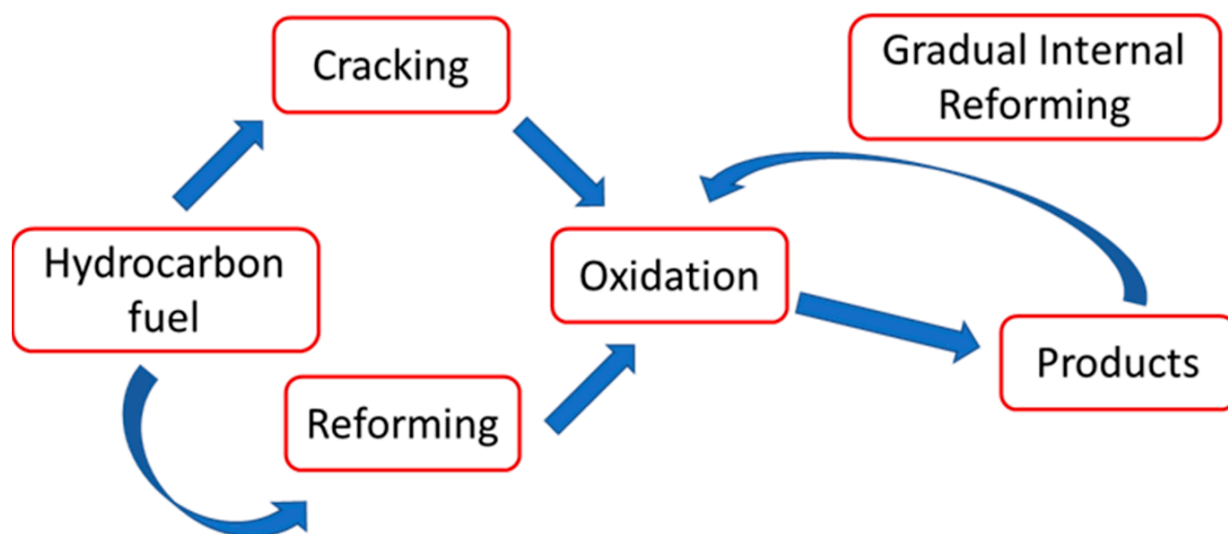 Cracking
Gradual Internal
Reforming
Hydrocarbon
fuel
Oxidation
Reforming
Products